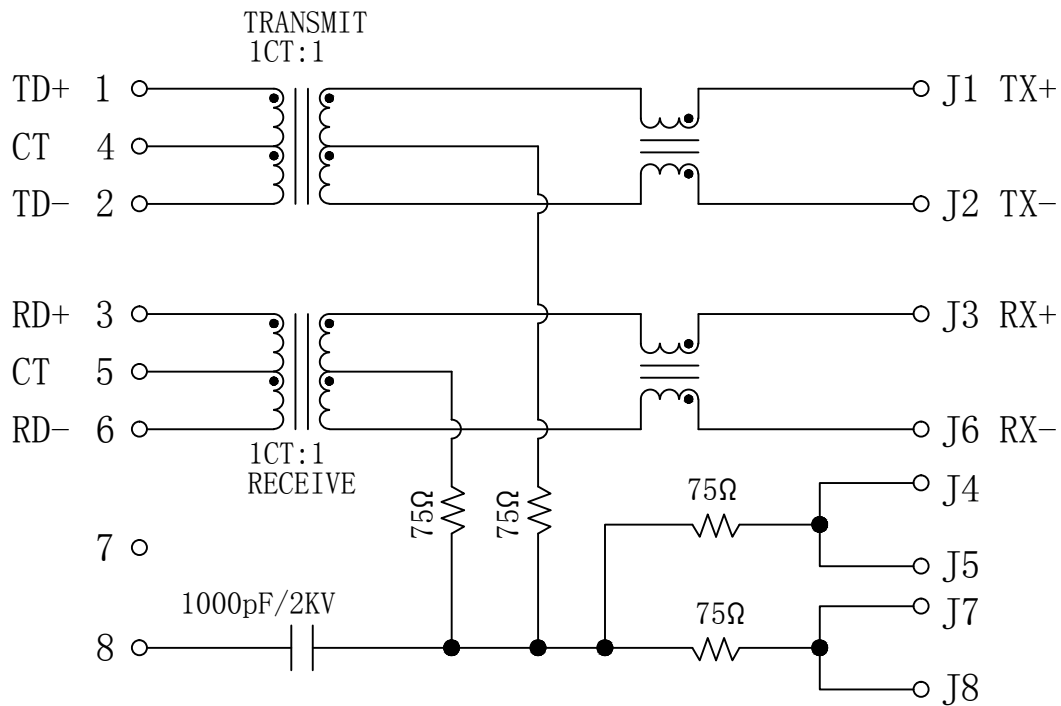 TRANSMIT
1CT:1
TD+ 1
J1 TX+
CT 4
TD- 2
J2 TX-
RD+ 3
J3 RX+
CT 5
RD- 6
J6 RX-
1CT:1
RECEIVE
75Ω
75Ω
75Ω
J4
7
J5
1000pF/2KV
75Ω
J7
8
J8